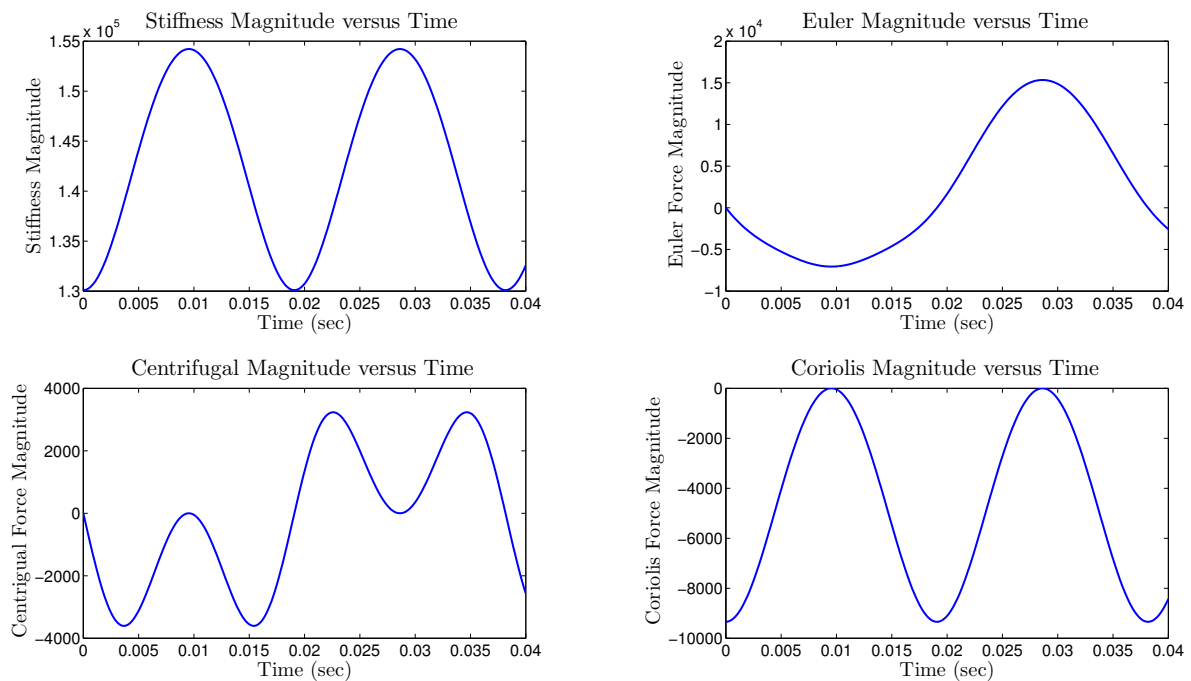 Stiffness Magnitude versus Time
x 10^5
1.55
1.5
1.45
1.4
1.35
1.3
Stiffness Magnitude
0 0.005 0.01 0.015 0.02 0.025 0.03 0.035 0.04
Time (sec)
Euler Magnitude versus Time
x 10^4
2
1.5
1
0.5
0
−0.5
−1
Euler Force Magnitude
0 0.005 0.01 0.015 0.02 0.025 0.03 0.035 0.04
Time (sec)
Centrifugal Magnitude versus Time
4000
2000
0
−2000
−4000
Centrigual Force Magnitude
0 0.005 0.01 0.015 0.02 0.025 0.03 0.035 0.04
Time (sec)
Coriolis Magnitude versus Time
0
−2000
−4000
−6000
−8000
−10000
Coriolis Force Magnitude
0 0.005 0.01 0.015 0.02 0.025 0.03 0.035 0.04
Time (sec)